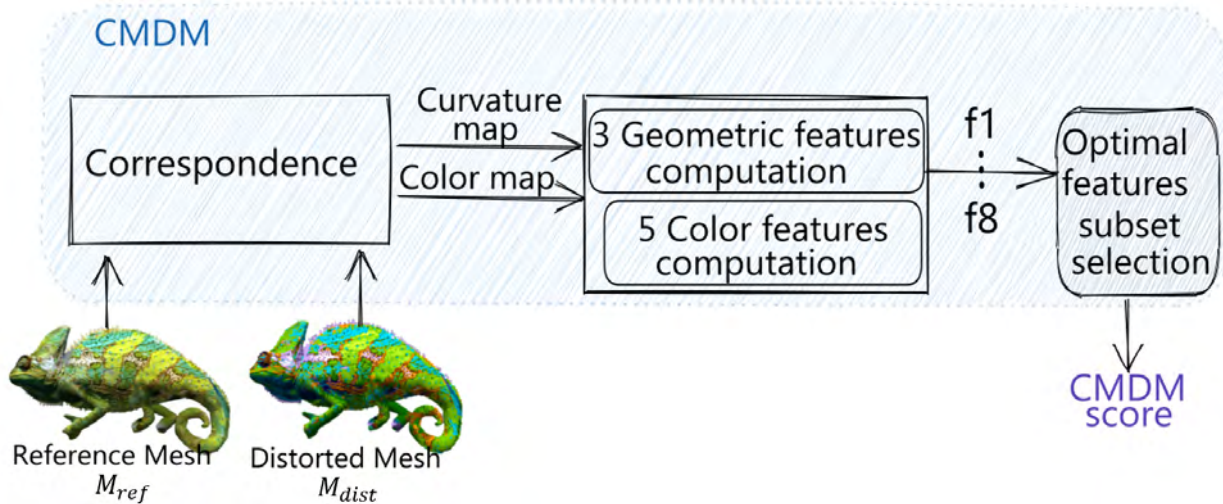 CMDM
Correspondence
Curvature
map
Color map
3 Geometric features
computation
5 Color features
computation
f1
f8
Optimal
features
subset
selection
Reference Mesh
M_ref
Distorted Mesh
M_dist
CMDM
score